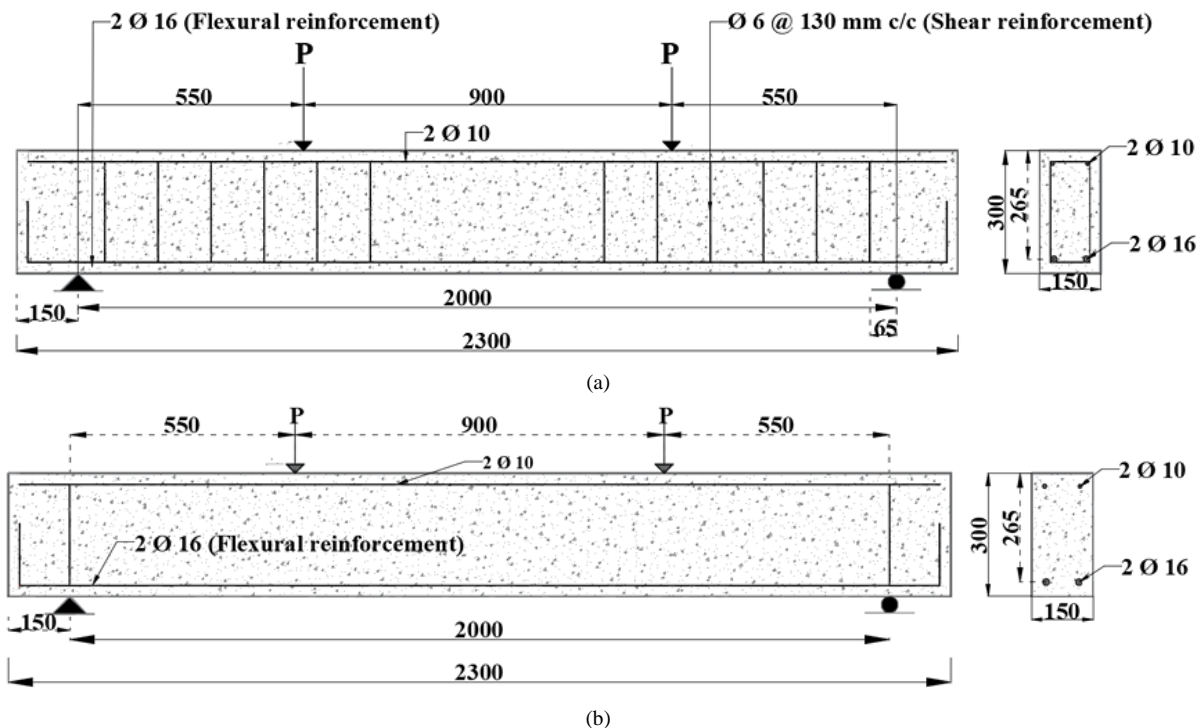 2 Ø 16 (Flexural reinforcement)
Ø 6 @ 130 mm c/c (Shear reinforcement)
P
P
550
900
550
2 Ø 10
2 Ø 10
300
265
2 Ø 16
150
2000
150
65
2300
(a)
P
P
550
900
550
2 Ø 10
2 Ø 10
300
265
2 Ø 16 (Flexural reinforcement)
2 Ø 16
150
150
2000
2300
(b)